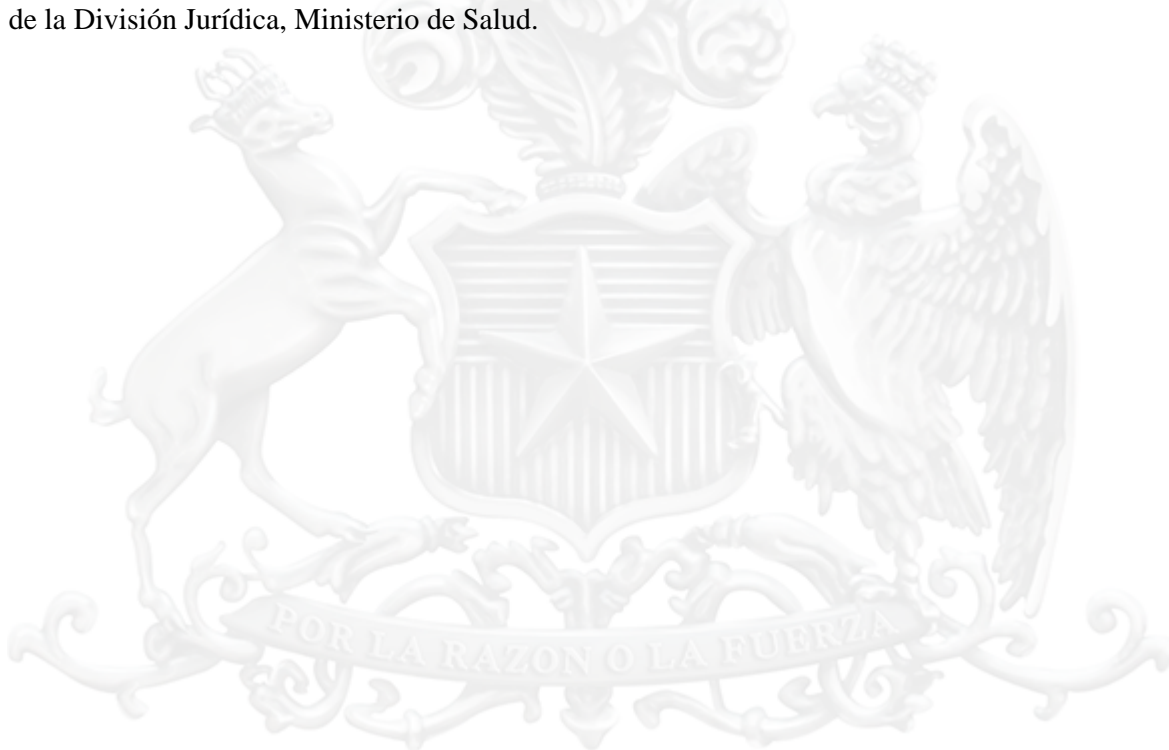 de la División Jurídica, Ministerio de Salud.
POR LA RAZON O LA FUERZA